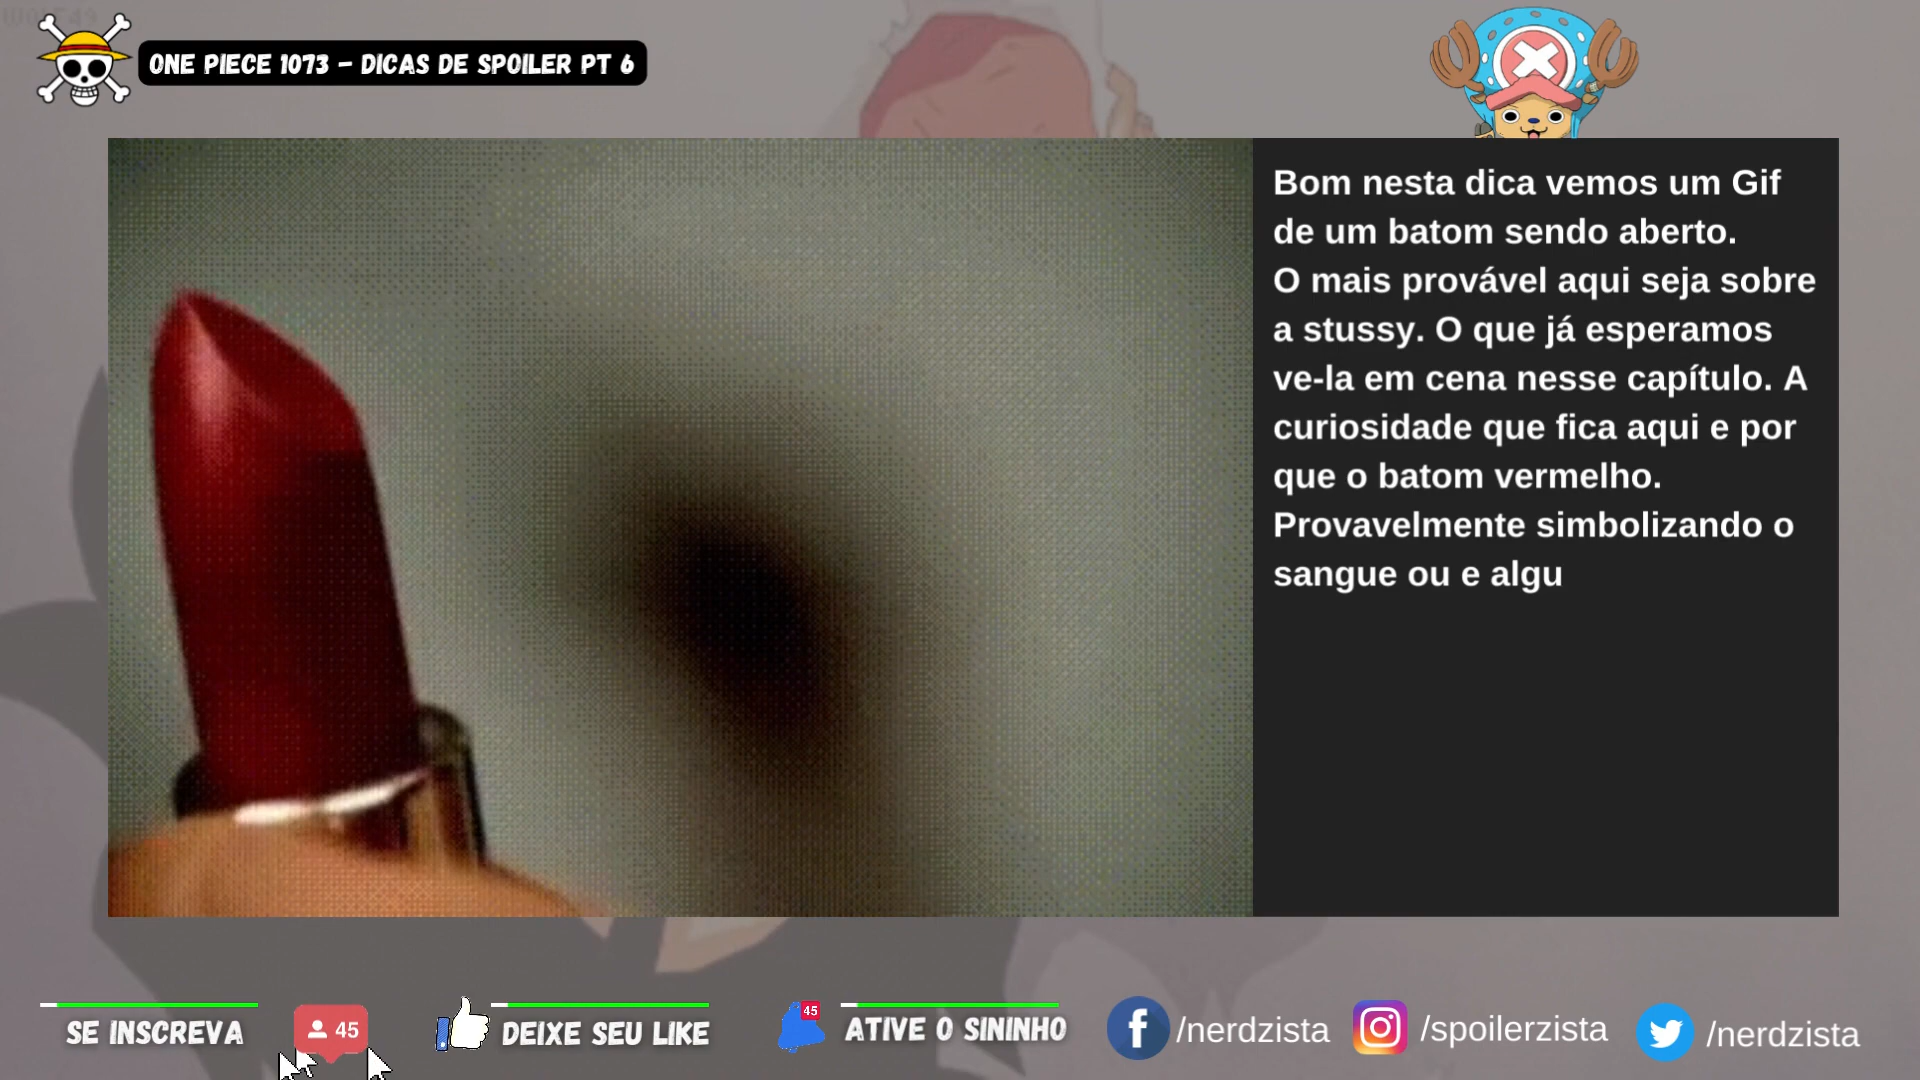 ONE PIECE 1073 - DICAS DE SPOILER PT 6
Bom nesta dica vemos um Gif
de um batom sendo aberto.
O mais provável aqui seja sobre
a stussy. O que já esperamos
ve-la em cena nesse capítulo. A
curiosidade que fica aqui e por
que o batom vermelho.
Provavelmente simbolizando o
sangue ou e algu
SE INSCREVA
45
DEIXE SEU LIKE
45
ATIVE O SININHO
/nerdzista
/spoilerzista
/nerdzista